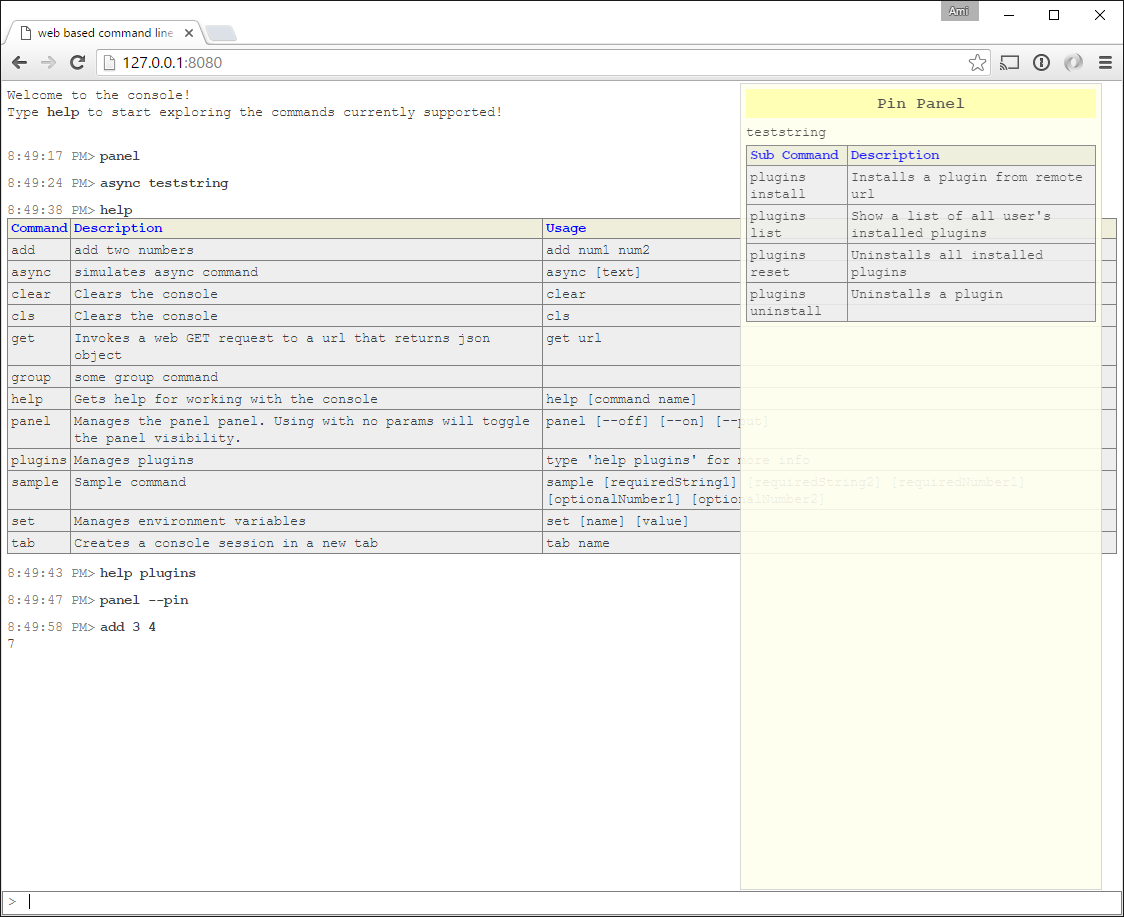 Ami
web based command line
127.0.0.1:8080
Welcome to the console!
Type help to start exploring the commands currently supported!
8:49:17 PM> panel
8:49:24 PM> async teststring
8:49:38 PM> help
Command Description Usage
add add two numbers add num1 num2
async simulates async command async [text]
clear Clears the console clear
cls Clears the console cls
get Invokes a web GET request to a url that returns json get url
object
group some group command
help Gets help for working with the console help [command name]
panel Manages the panel panel. Using with no params will toggle panel [--off] [--on] [--put]
the panel visibility.
plugins Manages plugins type 'help plugins' for more info
sample Sample command sample [requiredString1] [requiredString2] [requiredNumber1]
[optionalNumber1] [optionalNumber2]
set Manages environment variables set [name] [value]
tab Creates a console session in a new tab tab name
8:49:43 PM> help plugins
8:49:47 PM> panel --pin
8:49:58 PM> add 3 4
7
Pin Panel
teststring
Sub Command Description
plugins Installs a plugin from remote
install url
plugins Show a list of all user's
list installed plugins
plugins Uninstalls all installed
reset plugins
plugins Uninstalls a plugin
uninstall
>